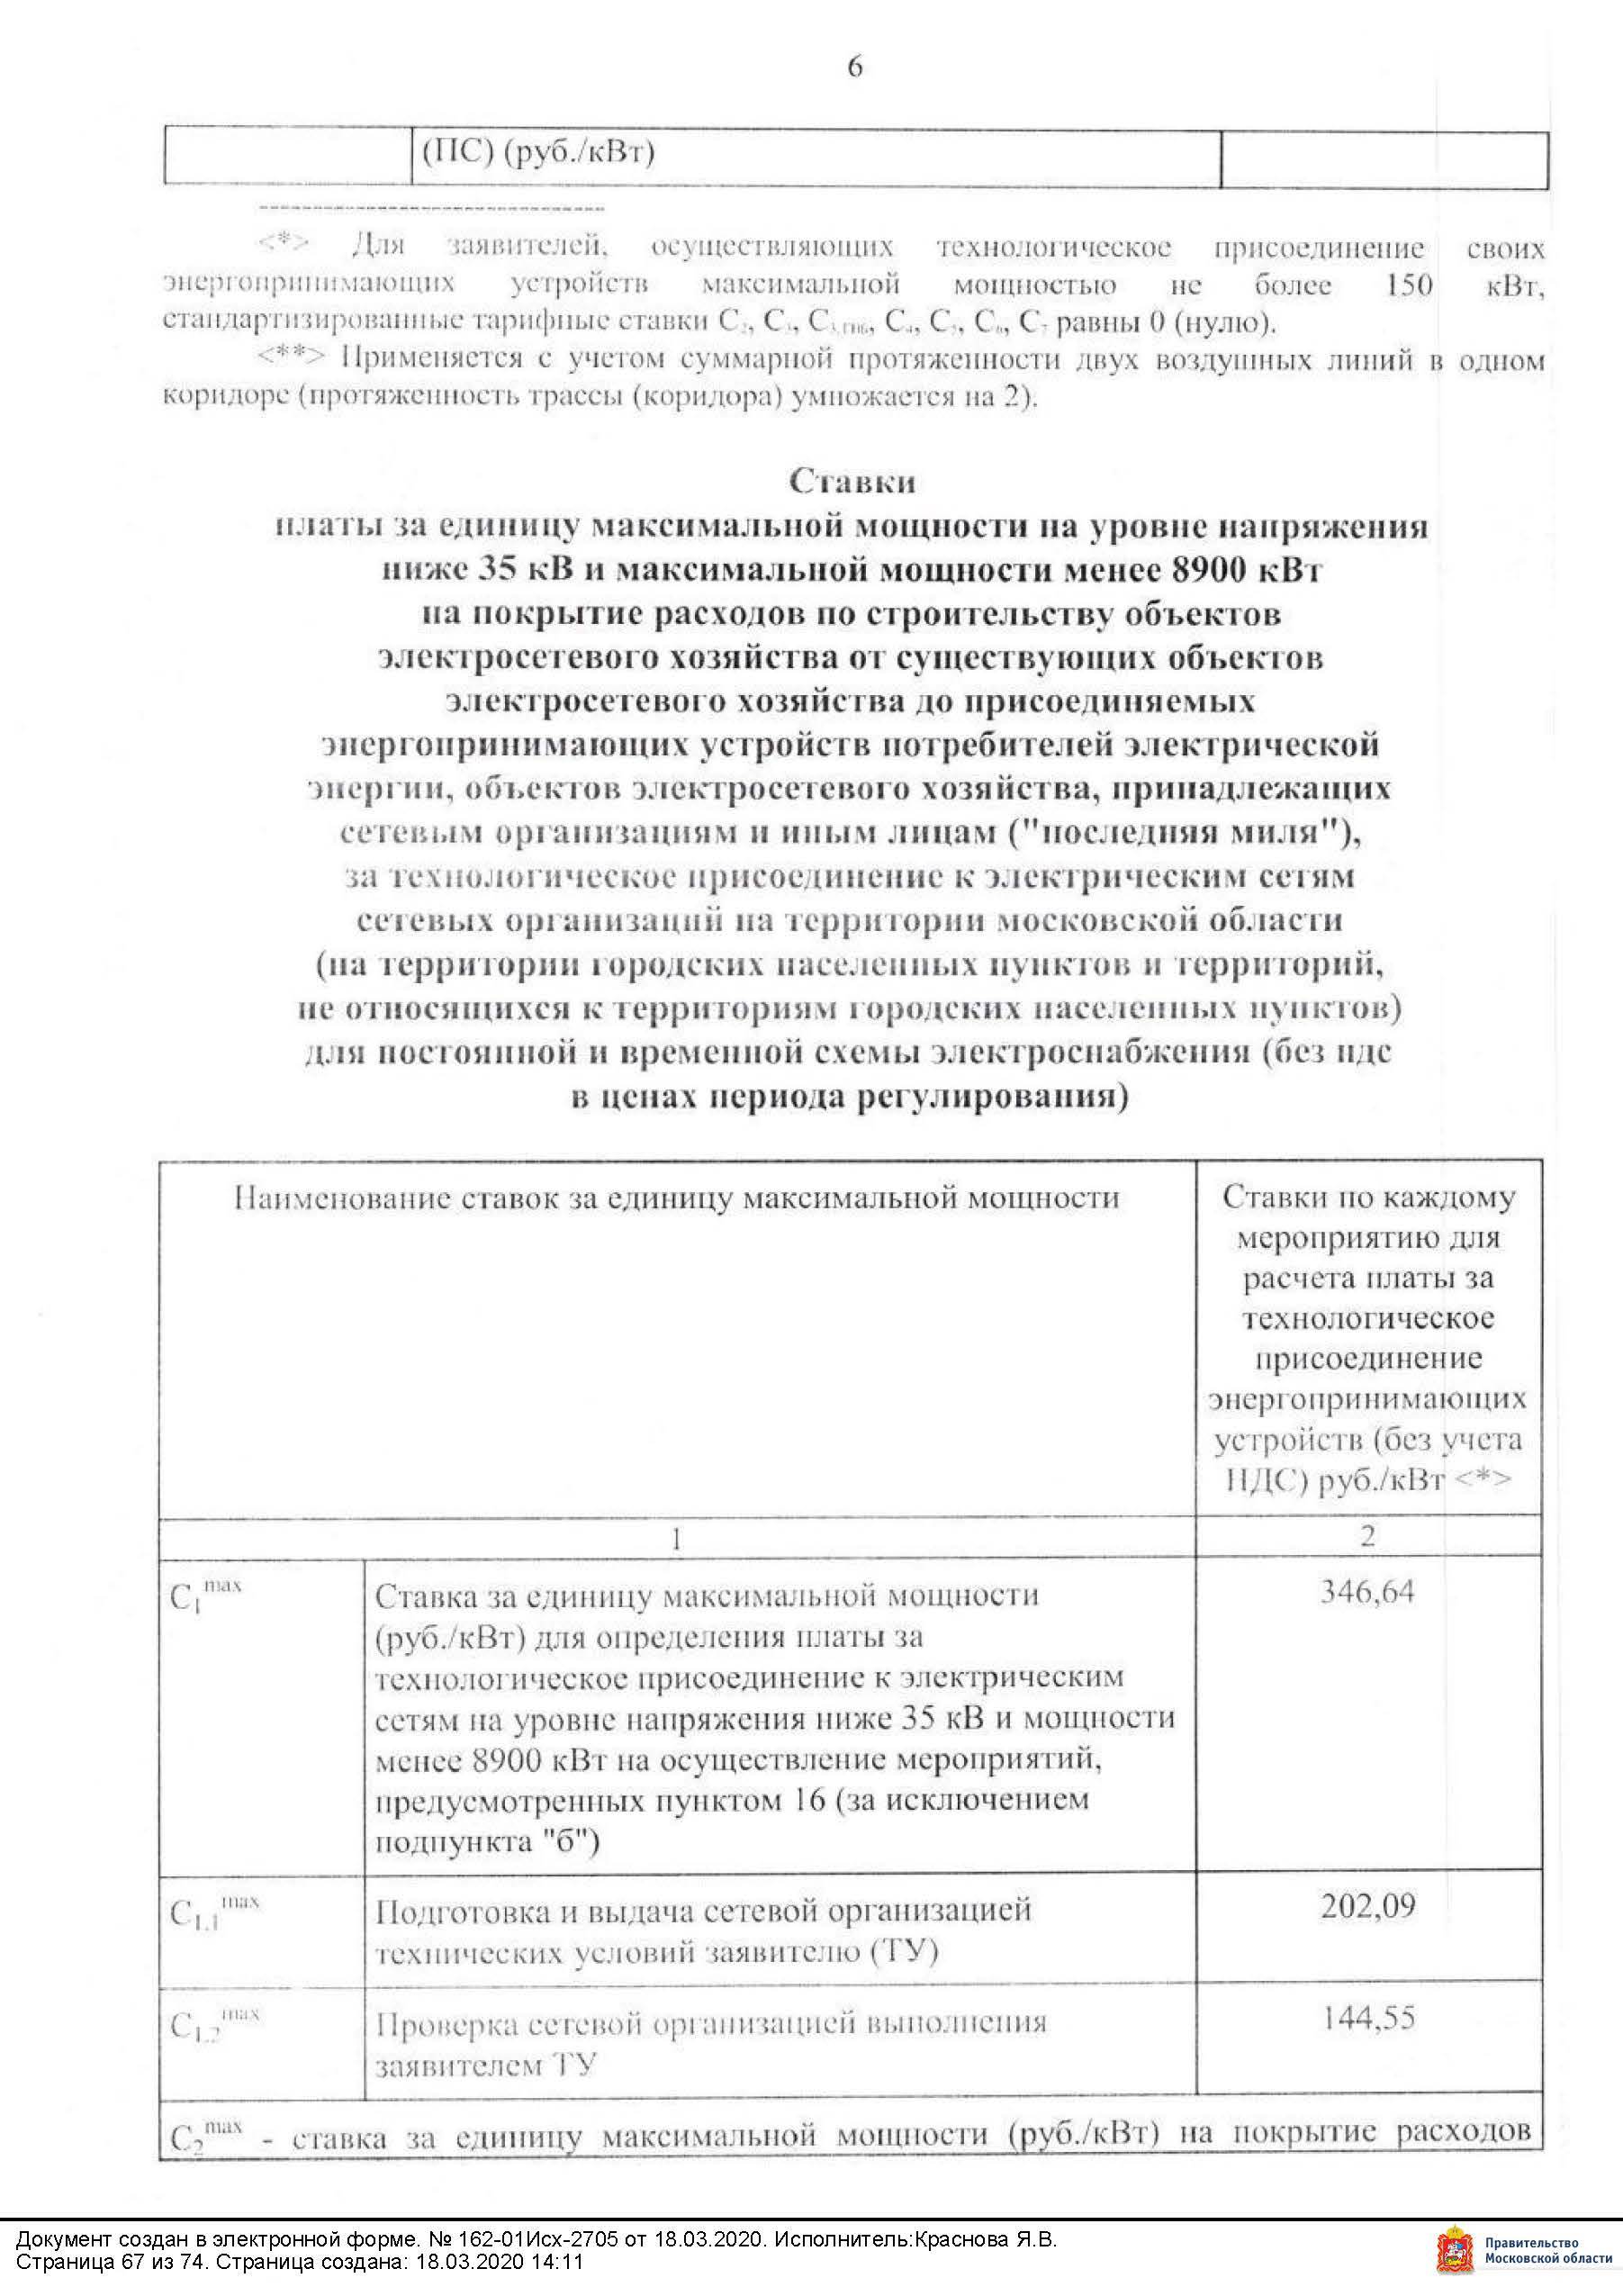 6
(ПС) (руб./кВт)
--------------------------------
<*> Для заявителей, осуществляющих технологическое присоединение своих
энергопринимающих устройств максимальной мощностью не более 150 кВт,
стандартизированные тарифные ставки С2, С3, С3.гнб, С4, С5, С6, С7 равны 0 (нулю).
<**> Применяется с учетом суммарной протяженности двух воздушных линий в одном
коридоре (протяженность трассы (коридора) умножается на 2).
Ставки
платы за единицу максимальной мощности на уровне напряжения
ниже 35 кВ и максимальной мощности менее 8900 кВт
на покрытие расходов по строительству объектов
электросетевого хозяйства от существующих объектов
электросетевого хозяйства до присоединяемых
энергопринимающих устройств потребителей электрической
энергии, объектов электросетевого хозяйства, принадлежащих
сетевым организациям и иным лицам ("последняя миля"),
за технологическое присоединение к электрическим сетям
сетевых организаций на территории московской области
(на территории городских населенных пунктов и территорий,
не относящихся к территориям городских населенных пунктов)
для постоянной и временной схемы электроснабжения (без ндс
в ценах периода регулирования)
Наименование ставок за единицу максимальной мощности
Ставки по каждому
мероприятию для
расчета платы за
технологическое
присоединение
энергопринимающих
устройств (без учета
НДС) руб./кВт <*>
1
2
С1 max
Ставка за единицу максимальной мощности
(руб./кВт) для определения платы за
технологическое присоединение к электрическим
сетям на уровне напряжения ниже 35 кВ и мощности
менее 8900 кВт на осуществление мероприятий,
предусмотренных пунктом 16 (за исключением
подпункта "б")
346,64
С1.1 max
Подготовка и выдача сетевой организацией
технических условий заявителю (ТУ)
202,09
С1.2 max
Проверка сетевой организацией выполнения
заявителем ТУ
144,55
С2 max - ставка за единицу максимальной мощности (руб./кВт) на покрытие расходов
Документ создан в электронной форме. № 162-01Исх-2705 от 18.03.2020. Исполнитель:Краснова Я.В.
Страница 67 из 74. Страница создана: 18.03.2020 14:11
Правительство
Московской области